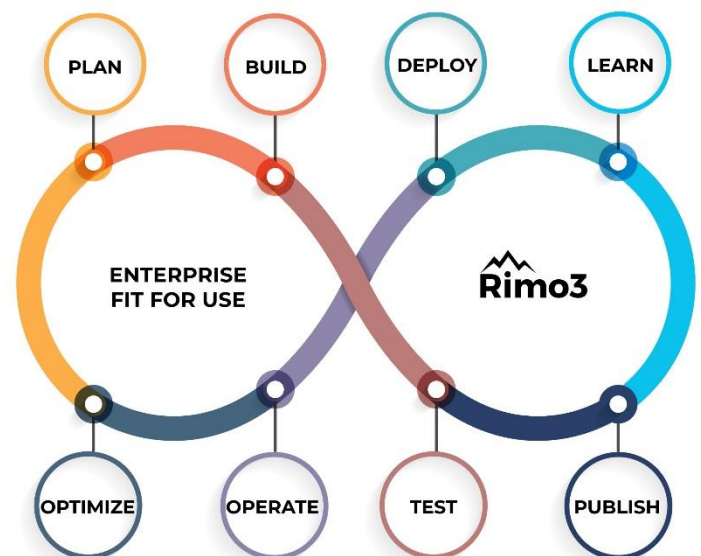 PLAN
BUILD
DEPLOY
LEARN
ENTERPRISE
FIT FOR USE
Rimo3
OPTIMIZE
OPERATE
TEST
PUBLISH